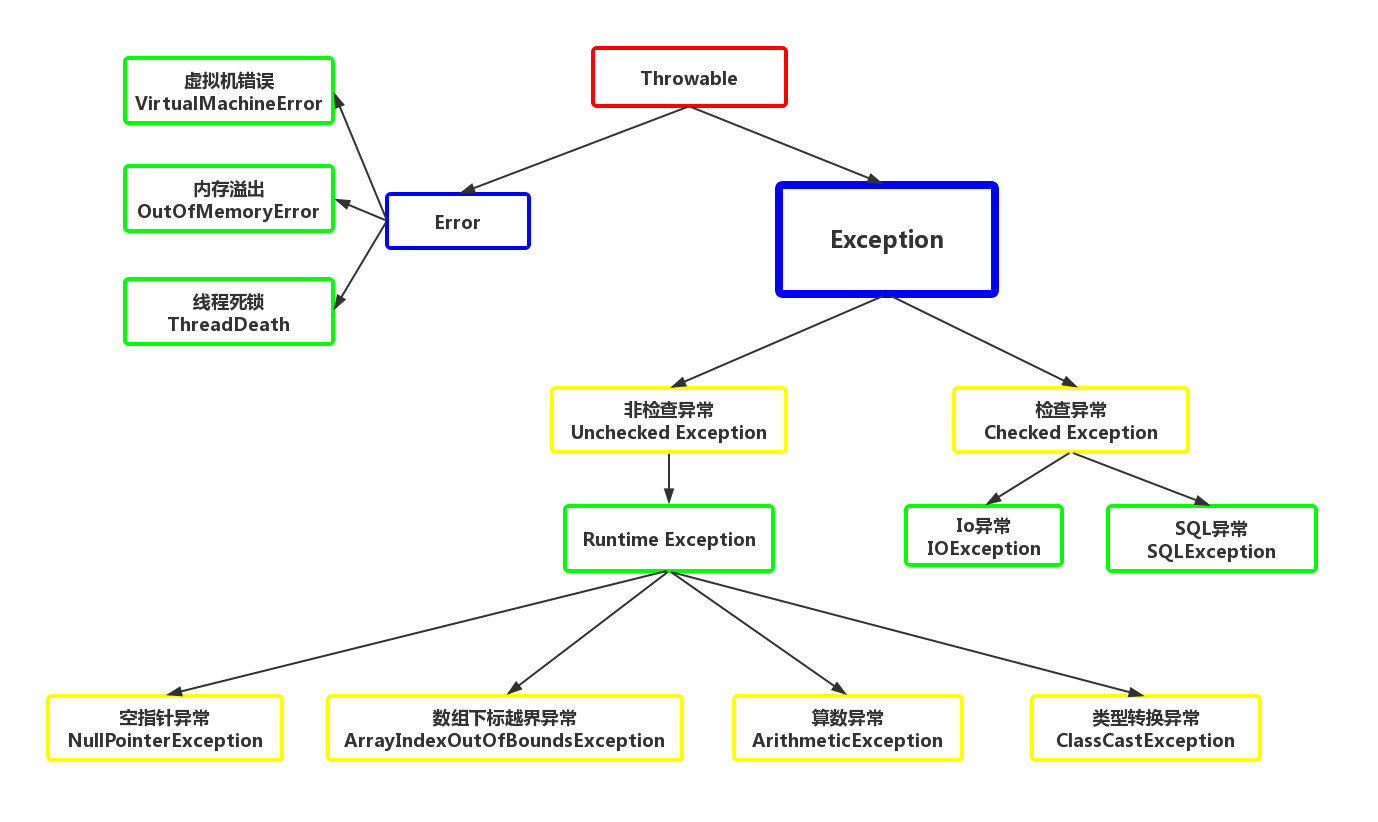 Throwable
虚拟机错误
VirtualMachineError
内存溢出
OutOfMemoryError
Error
Exception
线程死锁
ThreadDeath
非检查异常
Unchecked Exception
检查异常
Checked Exception
Runtime Exception
Io异常
IOException
SQL异常
SQLException
空指针异常
NullPointerException
数组下标越界异常
ArrayIndexOutOfBoundsException
算数异常
ArithmeticException
类型转换异常
ClassCastException